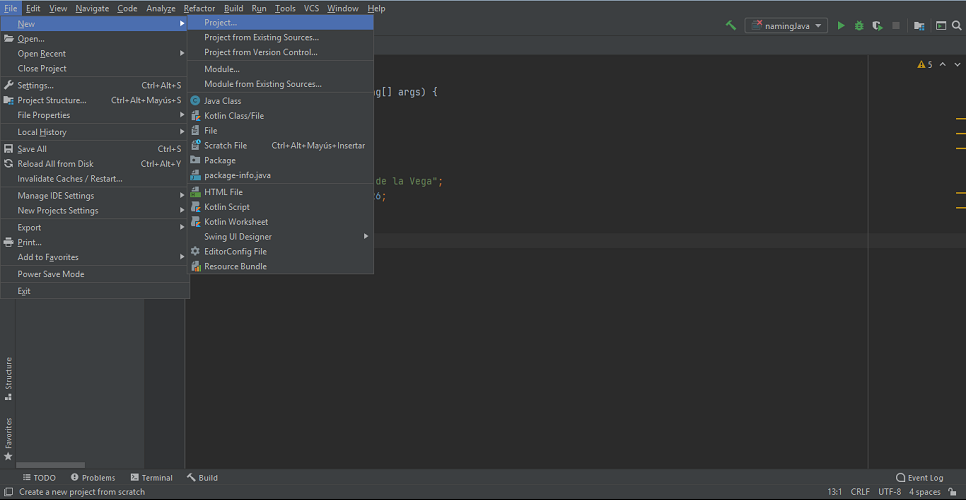 File Edit View Navigate Code Analyze Refactor Build Run Tools VCS Window Help
New
Open...
Open Recent
Close Project
Settings... Ctrl+Alt+S
Project Structure... Ctrl+Alt+Mayús+S
File Properties
Local History
Save All Ctrl+S
Reload All from Disk Ctrl+Alt+Y
Invalidate Caches / Restart...
Manage IDE Settings
New Projects Settings
Export
Print...
Add to Favorites
Power Save Mode
Exit
Project...
Project from Existing Sources...
Project from Version Control...
Module...
Module from Existing Sources...
Java Class
Kotlin Class/File
File
Scratch File Ctrl+Alt+Mayús+Insertar
Package
package-info.java
HTML File
Kotlin Script
Kotlin Worksheet
Swing UI Designer
EditorConfig File
Resource Bundle
namingJava
5
g[] args) {
de la Vega";
6;
Structure
Favorites
TODO Problems Terminal Build Event Log
Create a new project from scratch 13:1 CRLF UTF-8 4 spaces